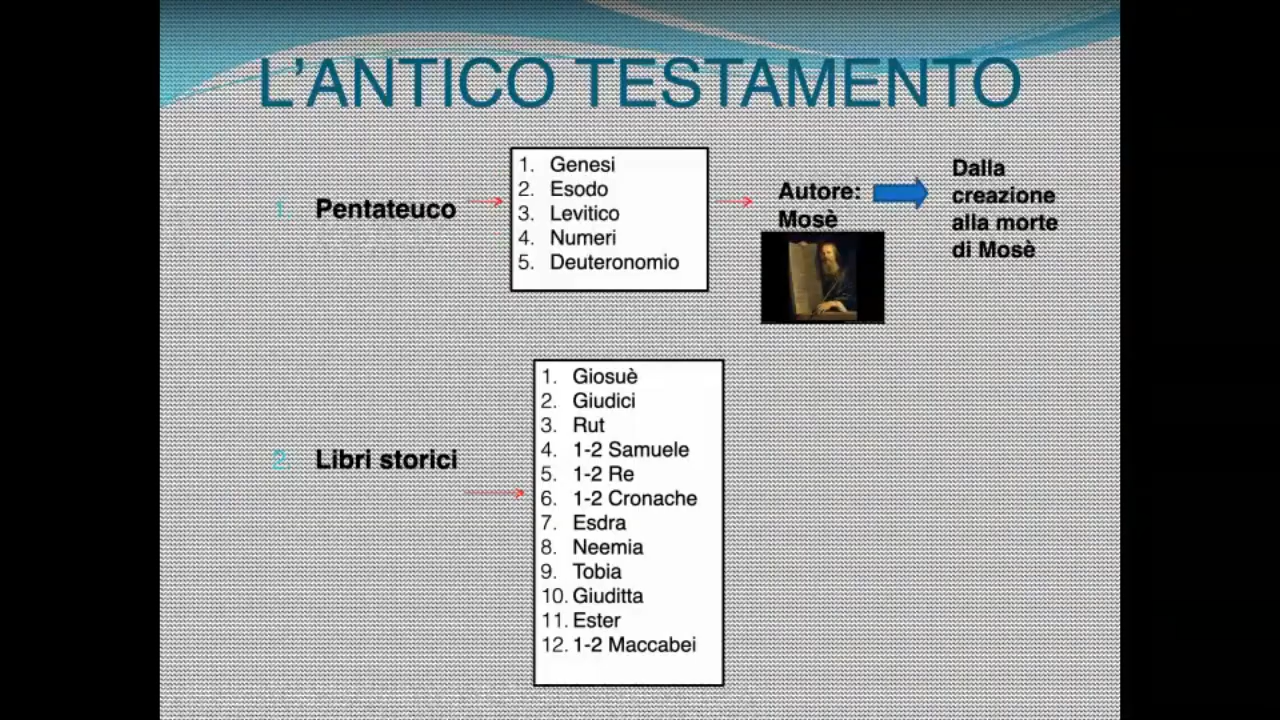 L'ANTICO TESTAMENTO
1. Pentateuco
1. Genesi
2. Esodo
3. Levitico
4. Numeri
5. Deuteronomio
Autore:
Mosè
Dalla
creazione
alla morte
di Mosè
2. Libri storici
1. Giosuè
2. Giudici
3. Rut
4. 1-2 Samuele
5. 1-2 Re
6. 1-2 Cronache
7. Esdra
8. Neemia
9. Tobia
10. Giuditta
11. Ester
12. 1-2 Maccabei